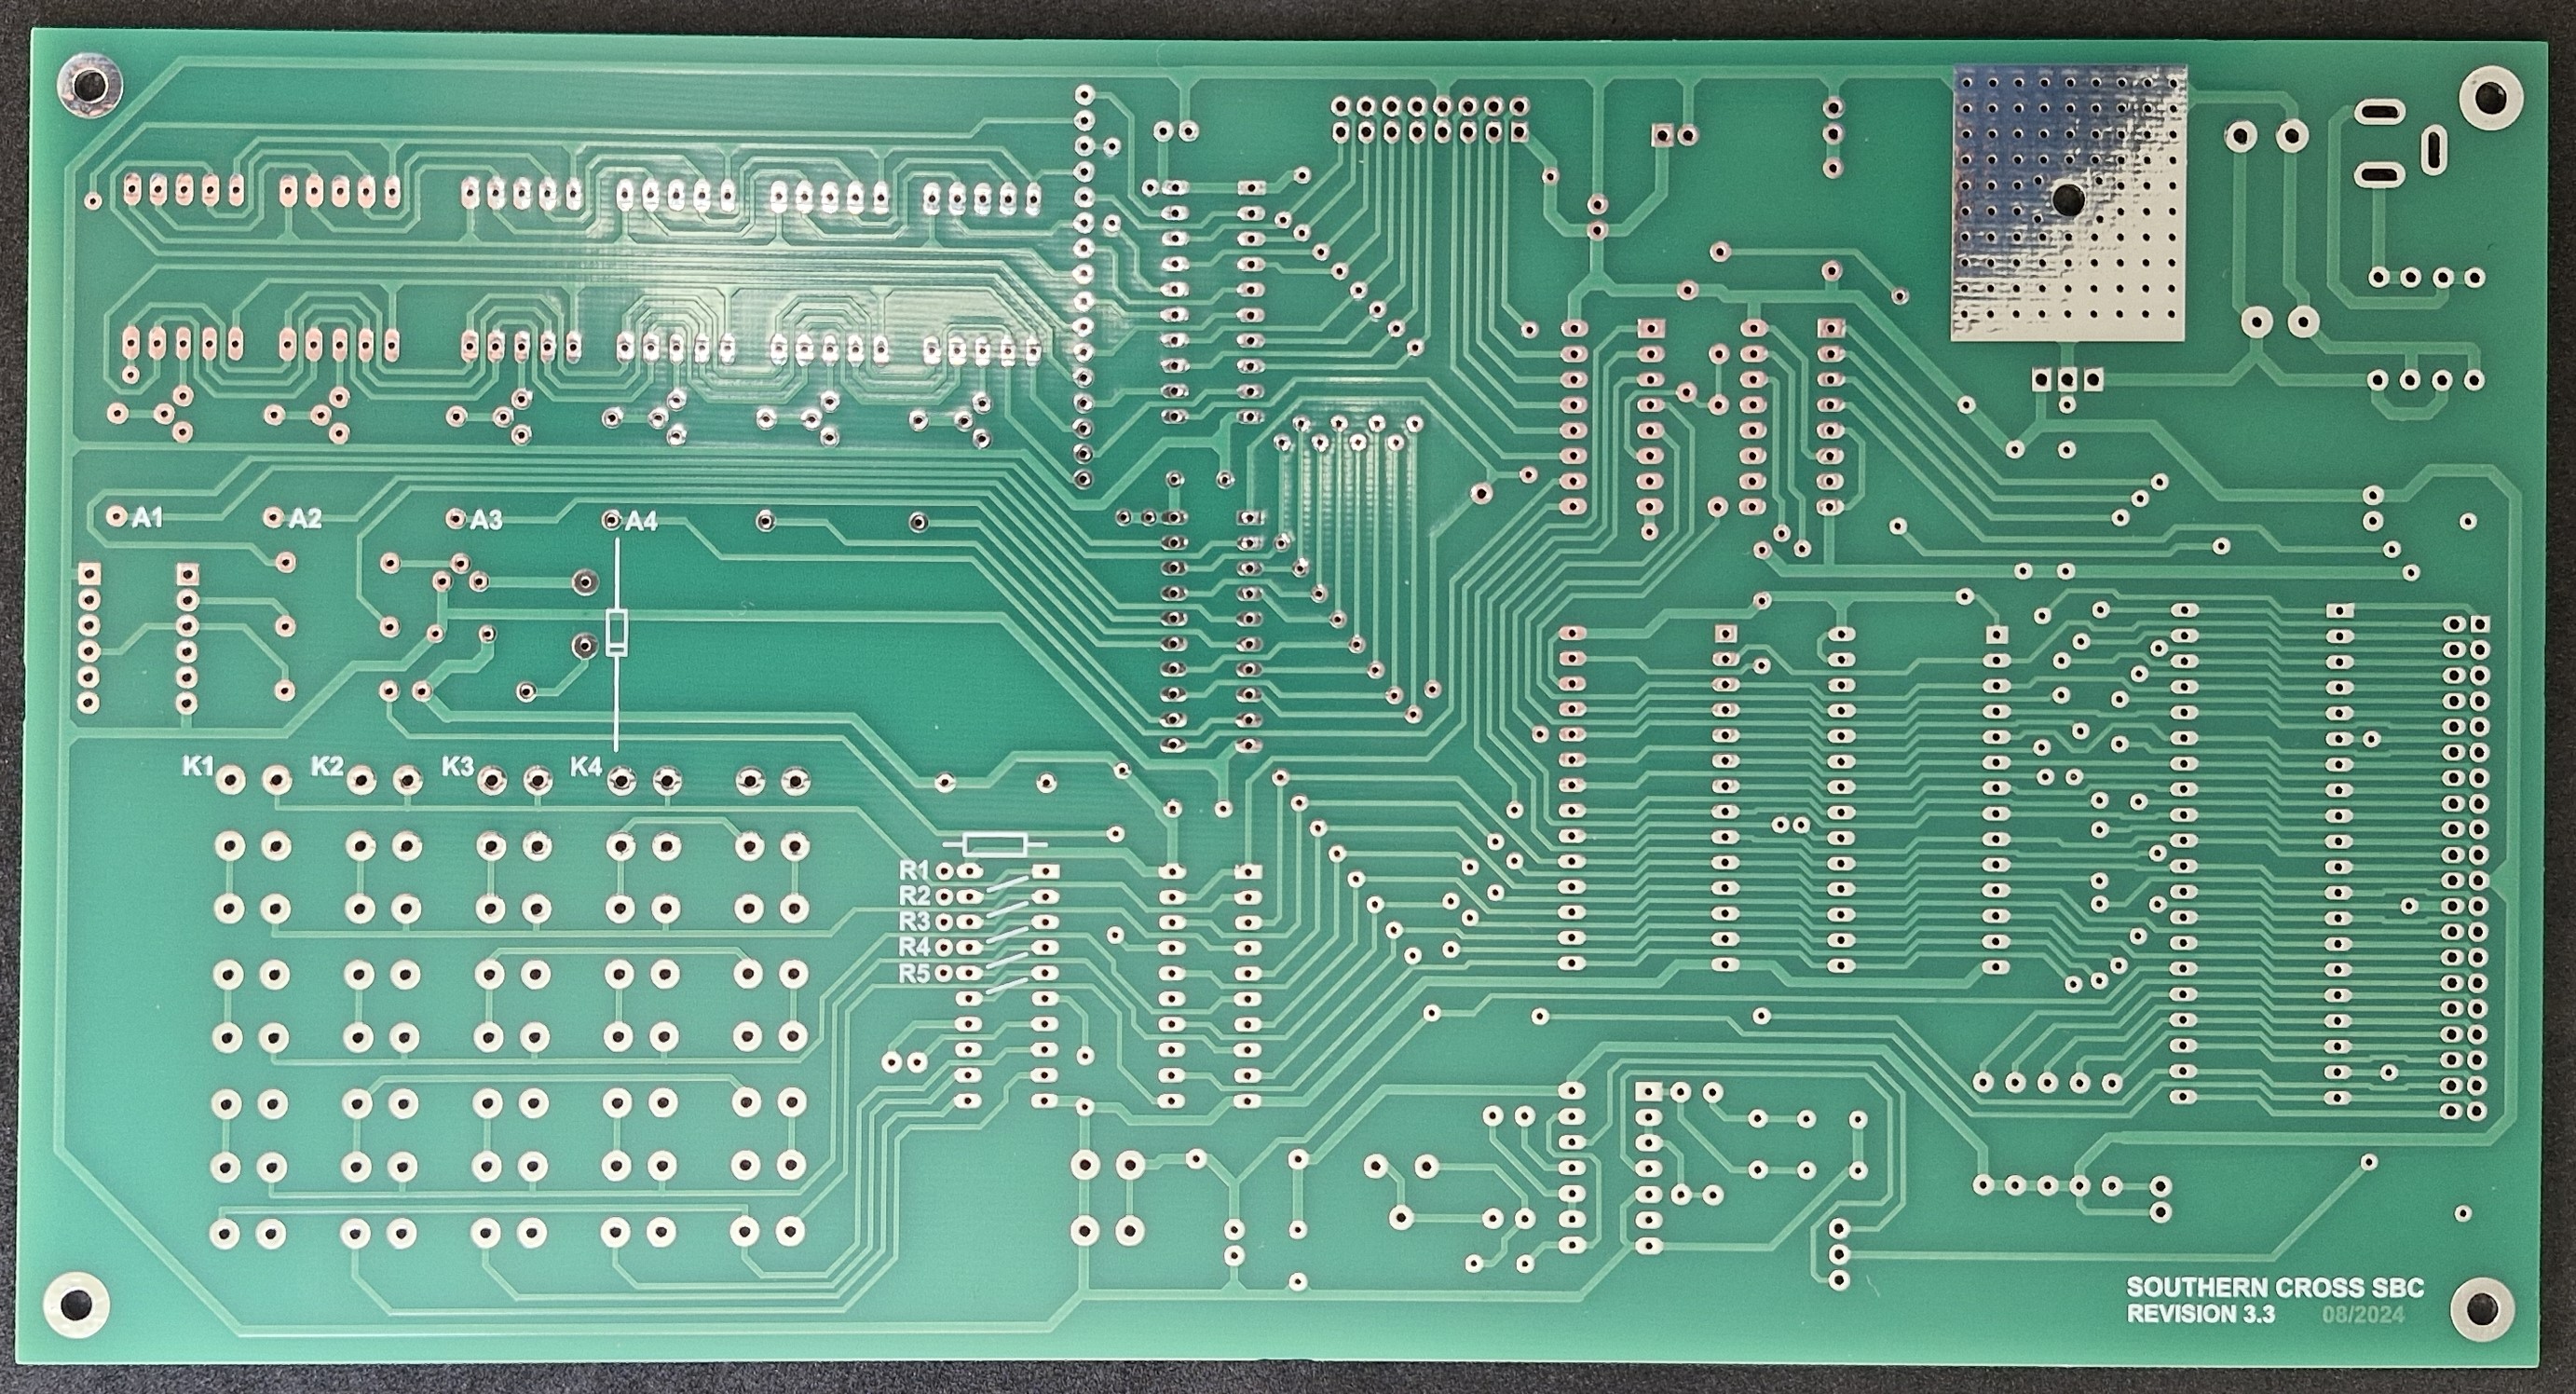 A1 A2 A3 A4
K1 K2 K3 K4
R1
R2
R3
R4
R5
SOUTHERN CROSS SBC
REVISION 3.3 08/2024